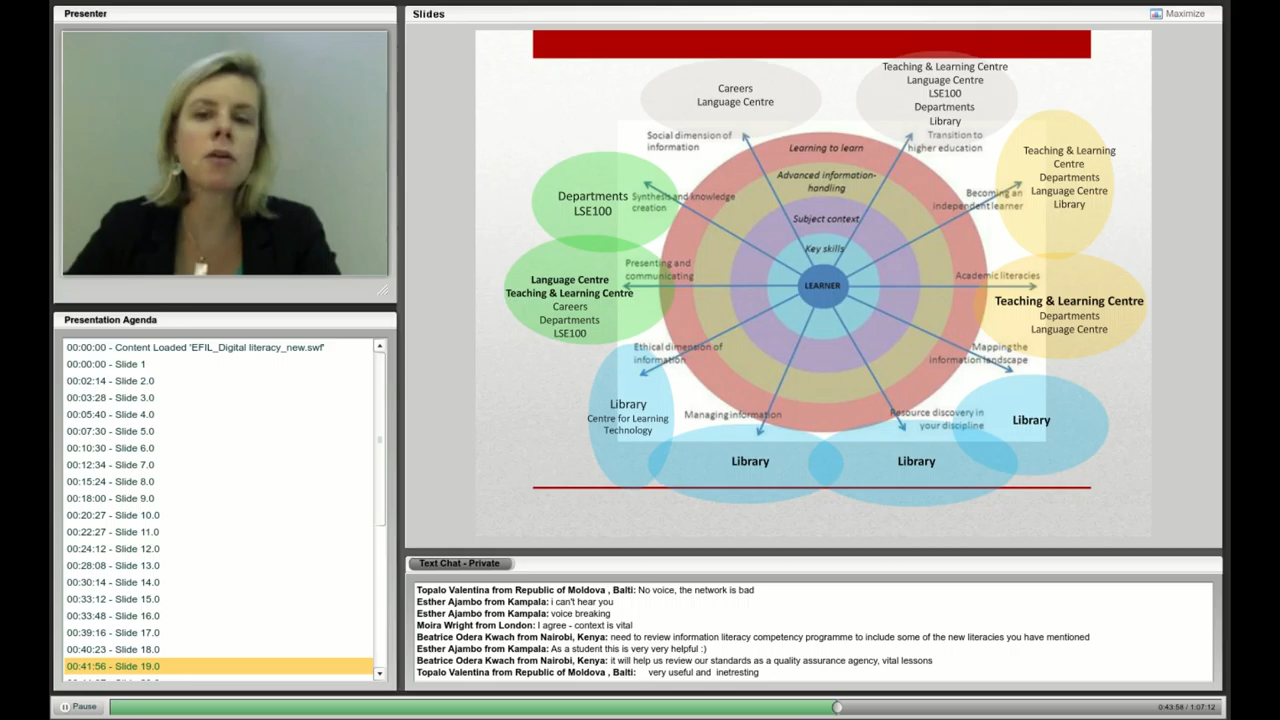 Presenter
Slides
Maximize
Teaching & Learning Centre
Language Centre
LSE100
Departments
Library
Careers
Language Centre
Social dimension of
information
Transition to
higher education
Learning to learn
Advanced information-
handling
Subject context
Key skills
LEARNER
Teaching & Learning
Centre
Departments
Language Centre
Library
Becoming an
independent learner
Departments
LSE100
Synthesis and knowledge
creation
Presenting and
communicating
Language Centre
Teaching & Learning Centre
Careers
Departments
LSE100
Academic literacies
Teaching & Learning Centre
Departments
Language Centre
Ethical dimension of
information
Mapping the
information landscape
Library
Centre for Learning
Technology
Managing information
Resource discovery in
your discipline
Library
Library
Library
Presentation Agenda
00:00:00 - Content Loaded 'EFIL_Digital literacy_new.swf'
00:00:00 - Slide 1
00:02:14 - Slide 2.0
00:03:28 - Slide 3.0
00:05:40 - Slide 4.0
00:07:30 - Slide 5.0
00:10:30 - Slide 6.0
00:12:34 - Slide 7.0
00:15:24 - Slide 8.0
00:18:00 - Slide 9.0
00:20:27 - Slide 10.0
00:22:27 - Slide 11.0
00:24:12 - Slide 12.0
00:28:08 - Slide 13.0
00:30:14 - Slide 14.0
00:33:12 - Slide 15.0
00:33:48 - Slide 16.0
00:39:16 - Slide 17.0
00:40:23 - Slide 18.0
00:41:56 - Slide 19.0
Text Chat - Private
Topalo Valentina from Republic of Moldova , Balti: No voice, the network is bad
Esther Ajambo from Kampala: i can't hear you
Esther Ajambo from Kampala: voice breaking
Moira Wright from London: I agree - context is vital
Beatrice Odera Kwach from Nairobi, Kenya: need to review information literacy competency programme to include some of the new literacies you have mentioned
Esther Ajambo from Kampala: As a student this is very very helpful :)
Beatrice Odera Kwach from Nairobi, Kenya: it will help us review our standards as a quality assurance agency, vital lessons
Topalo Valentina from Republic of Moldova , Balti: very useful and inetresting
Pause
0:43:58 / 1:07:12